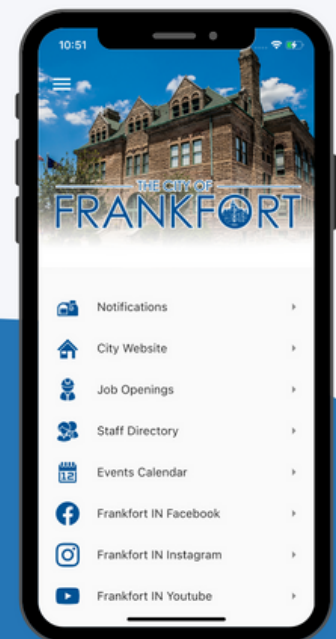 10:51
THE CITY OF
FRANKFORT
Notifications
City Website
Job Openings
Staff Directory
12
Events Calendar
Frankfort IN Facebook
Frankfort IN Instagram
Frankfort IN Youtube